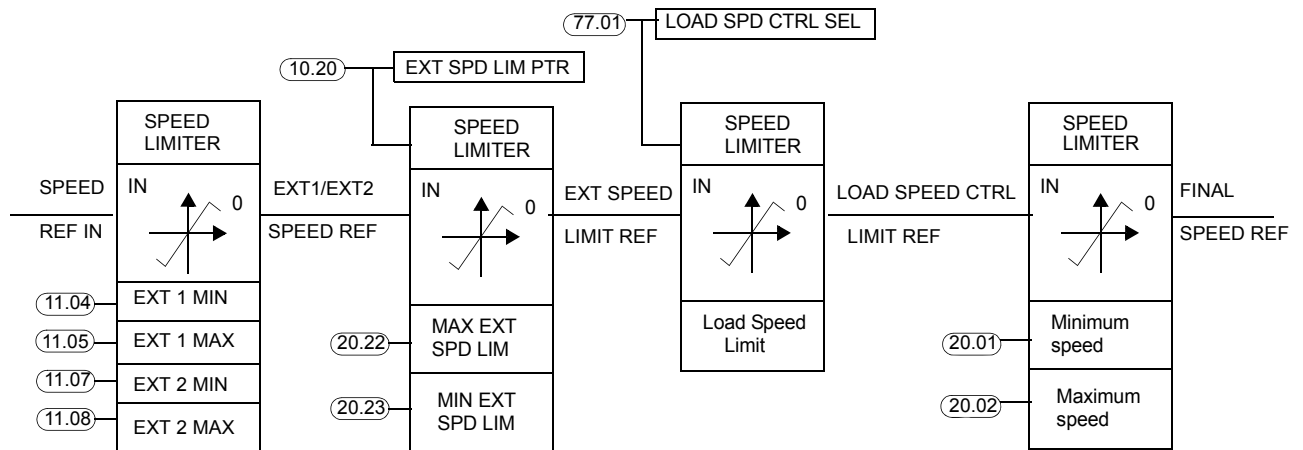 77.01
LOAD SPD CTRL SEL
10.20
EXT SPD LIM PTR
SPEED
LIMITER
SPEED
LIMITER
SPEED
LIMITER
SPEED
LIMITER
SPEED
REF IN
IN
0
EXT1/EXT2
SPEED REF
IN
0
EXT SPEED
LIMIT REF
IN
0
LOAD SPEED CTRL
LIMIT REF
IN
0
FINAL
SPEED REF
11.04
EXT 1 MIN
11.05
EXT 1 MAX
11.07
EXT 2 MIN
11.08
EXT 2 MAX
20.22
MAX EXT
SPD LIM
20.23
MIN EXT
SPD LIM
Load Speed
Limit
20.01
Minimum
speed
20.02
Maximum
speed